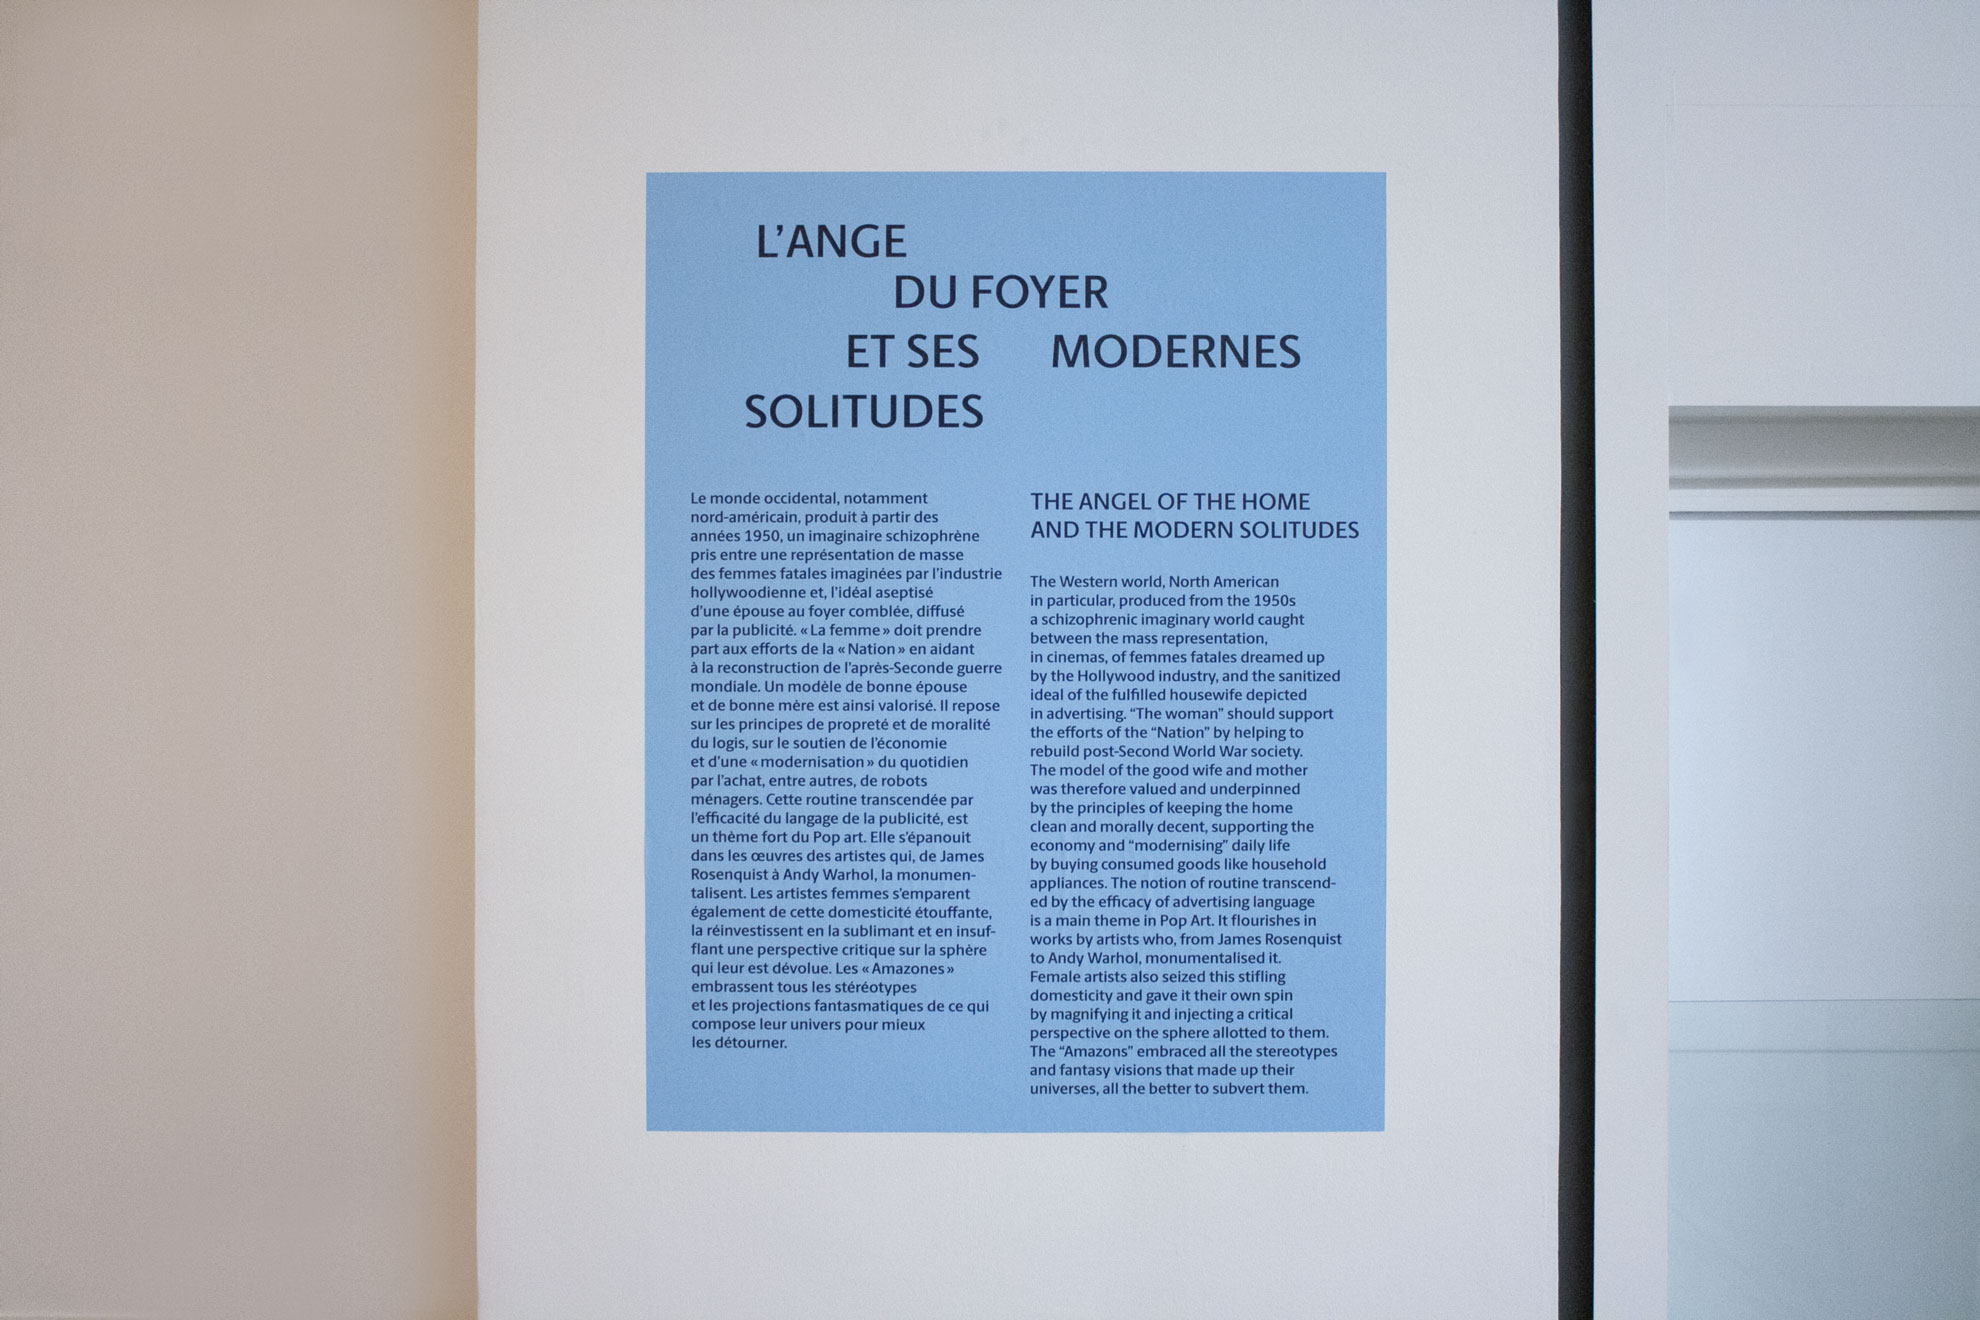 L’ANGE
DU FOYER
ET SES MODERNES
SOLITUDES
Le monde occidental, notamment
nord-américain, produit à partir des
années 1950, un imaginaire schizophrène
pris entre une représentation de masse
des femmes fatales imaginées par l’industrie
hollywoodienne et, l’idéal aseptisé
d’une épouse au foyer comblée, diffusé
par la publicité. « La femme » doit prendre
part aux efforts de la « Nation » en aidant
à la reconstruction de l’après-Seconde guerre
mondiale. Un modèle de bonne épouse
et de bonne mère est ainsi valorisé. Il repose
sur les principes de propreté et de moralité
du logis, sur le soutien de l’économie
et d’une « modernisation » du quotidien
par l’achat, entre autres, de robots
ménagers. Cette routine transcendée par
l’efficacité du langage de la publicité, est
un thème fort du Pop art. Elle s’épanouit
dans les œuvres des artistes qui, de James
Rosenquist à Andy Warhol, la monumen-
talisent. Les artistes femmes s’emparent
également de cette domesticité étouffante,
la réinvestissent en la sublimant et en insuf-
flant une perspective critique sur la sphère
qui leur est dévolue. Les « Amazones »
embrassent tous les stéréotypes
et les projections fantasmatiques de ce qui
compose leur univers pour mieux
les détourner.
THE ANGEL OF THE HOME
AND THE MODERN SOLITUDES
The Western world, North American
in particular, produced from the 1950s
a schizophrenic imaginary world caught
between the mass representation,
in cinemas, of femmes fatales dreamed up
by the Hollywood industry, and the sanitized
ideal of the fulfilled housewife depicted
in advertising. “The woman” should support
the efforts of the “Nation” by helping to
rebuild post-Second World War society.
The model of the good wife and mother
was therefore valued and underpinned
by the principles of keeping the home
clean and morally decent, supporting the
economy and “modernising” daily life
by buying consumed goods like household
appliances. The notion of routine transcend-
ed by the efficacy of advertising language
is a main theme in Pop Art. It flourishes in
works by artists who, from James Rosenquist
to Andy Warhol, monumentalised it.
Female artists also seized this stifling
domesticity and gave it their own spin
by magnifying it and injecting a critical
perspective on the sphere allotted to them.
The “Amazons” embraced all the stereotypes
and fantasy visions that made up their
universes, all the better to subvert them.